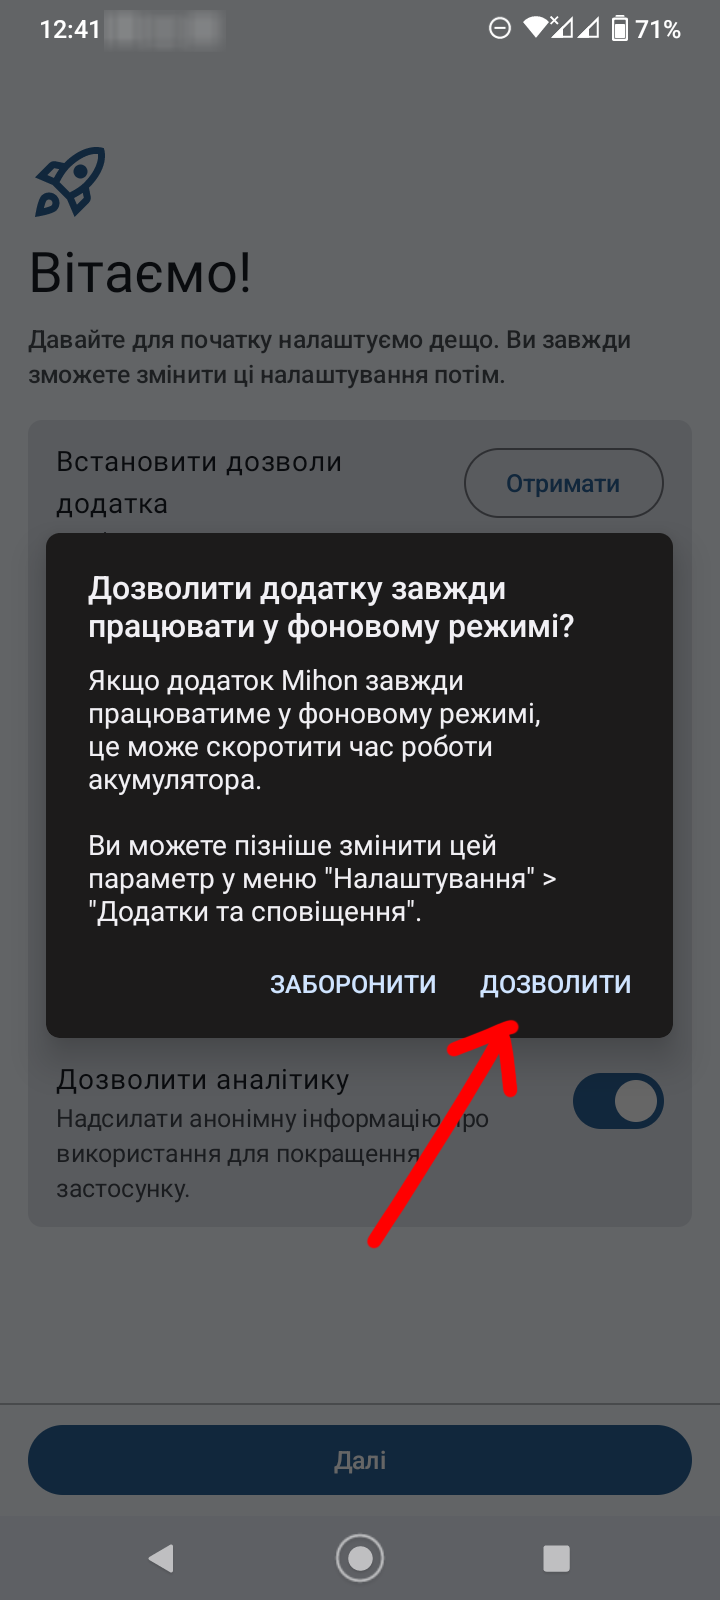 12:41
71%
Вітаємо!
Давайте для початку налаштуємо дещо. Ви завжди
зможете змінити ці налаштування потім.
Встановити дозволи
додатка
Отримати
Дозволити додатку завжди
працювати у фоновому режимі?
Якщо додаток Mihon завжди
працюватиме у фоновому режимі,
це може скоротити час роботи
акумулятора.
Ви можете пізніше змінити цей
параметр у меню "Налаштування" >
"Додатки та сповіщення".
ЗАБОРОНИТИ
ДОЗВОЛИТИ
Дозволити аналітику
Надсилати анонімну інформацію про
використання для покращення
застосунку.
Далі